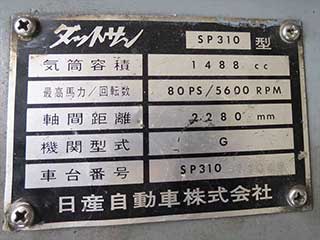 ダットサン SP310 型
気筒容積 1488 cc
最高馬力/回転数 80PS/5600 RPM
軸間距離 2280 mm
機関型式 G
車台番号 SP310
日産自動車株式会社